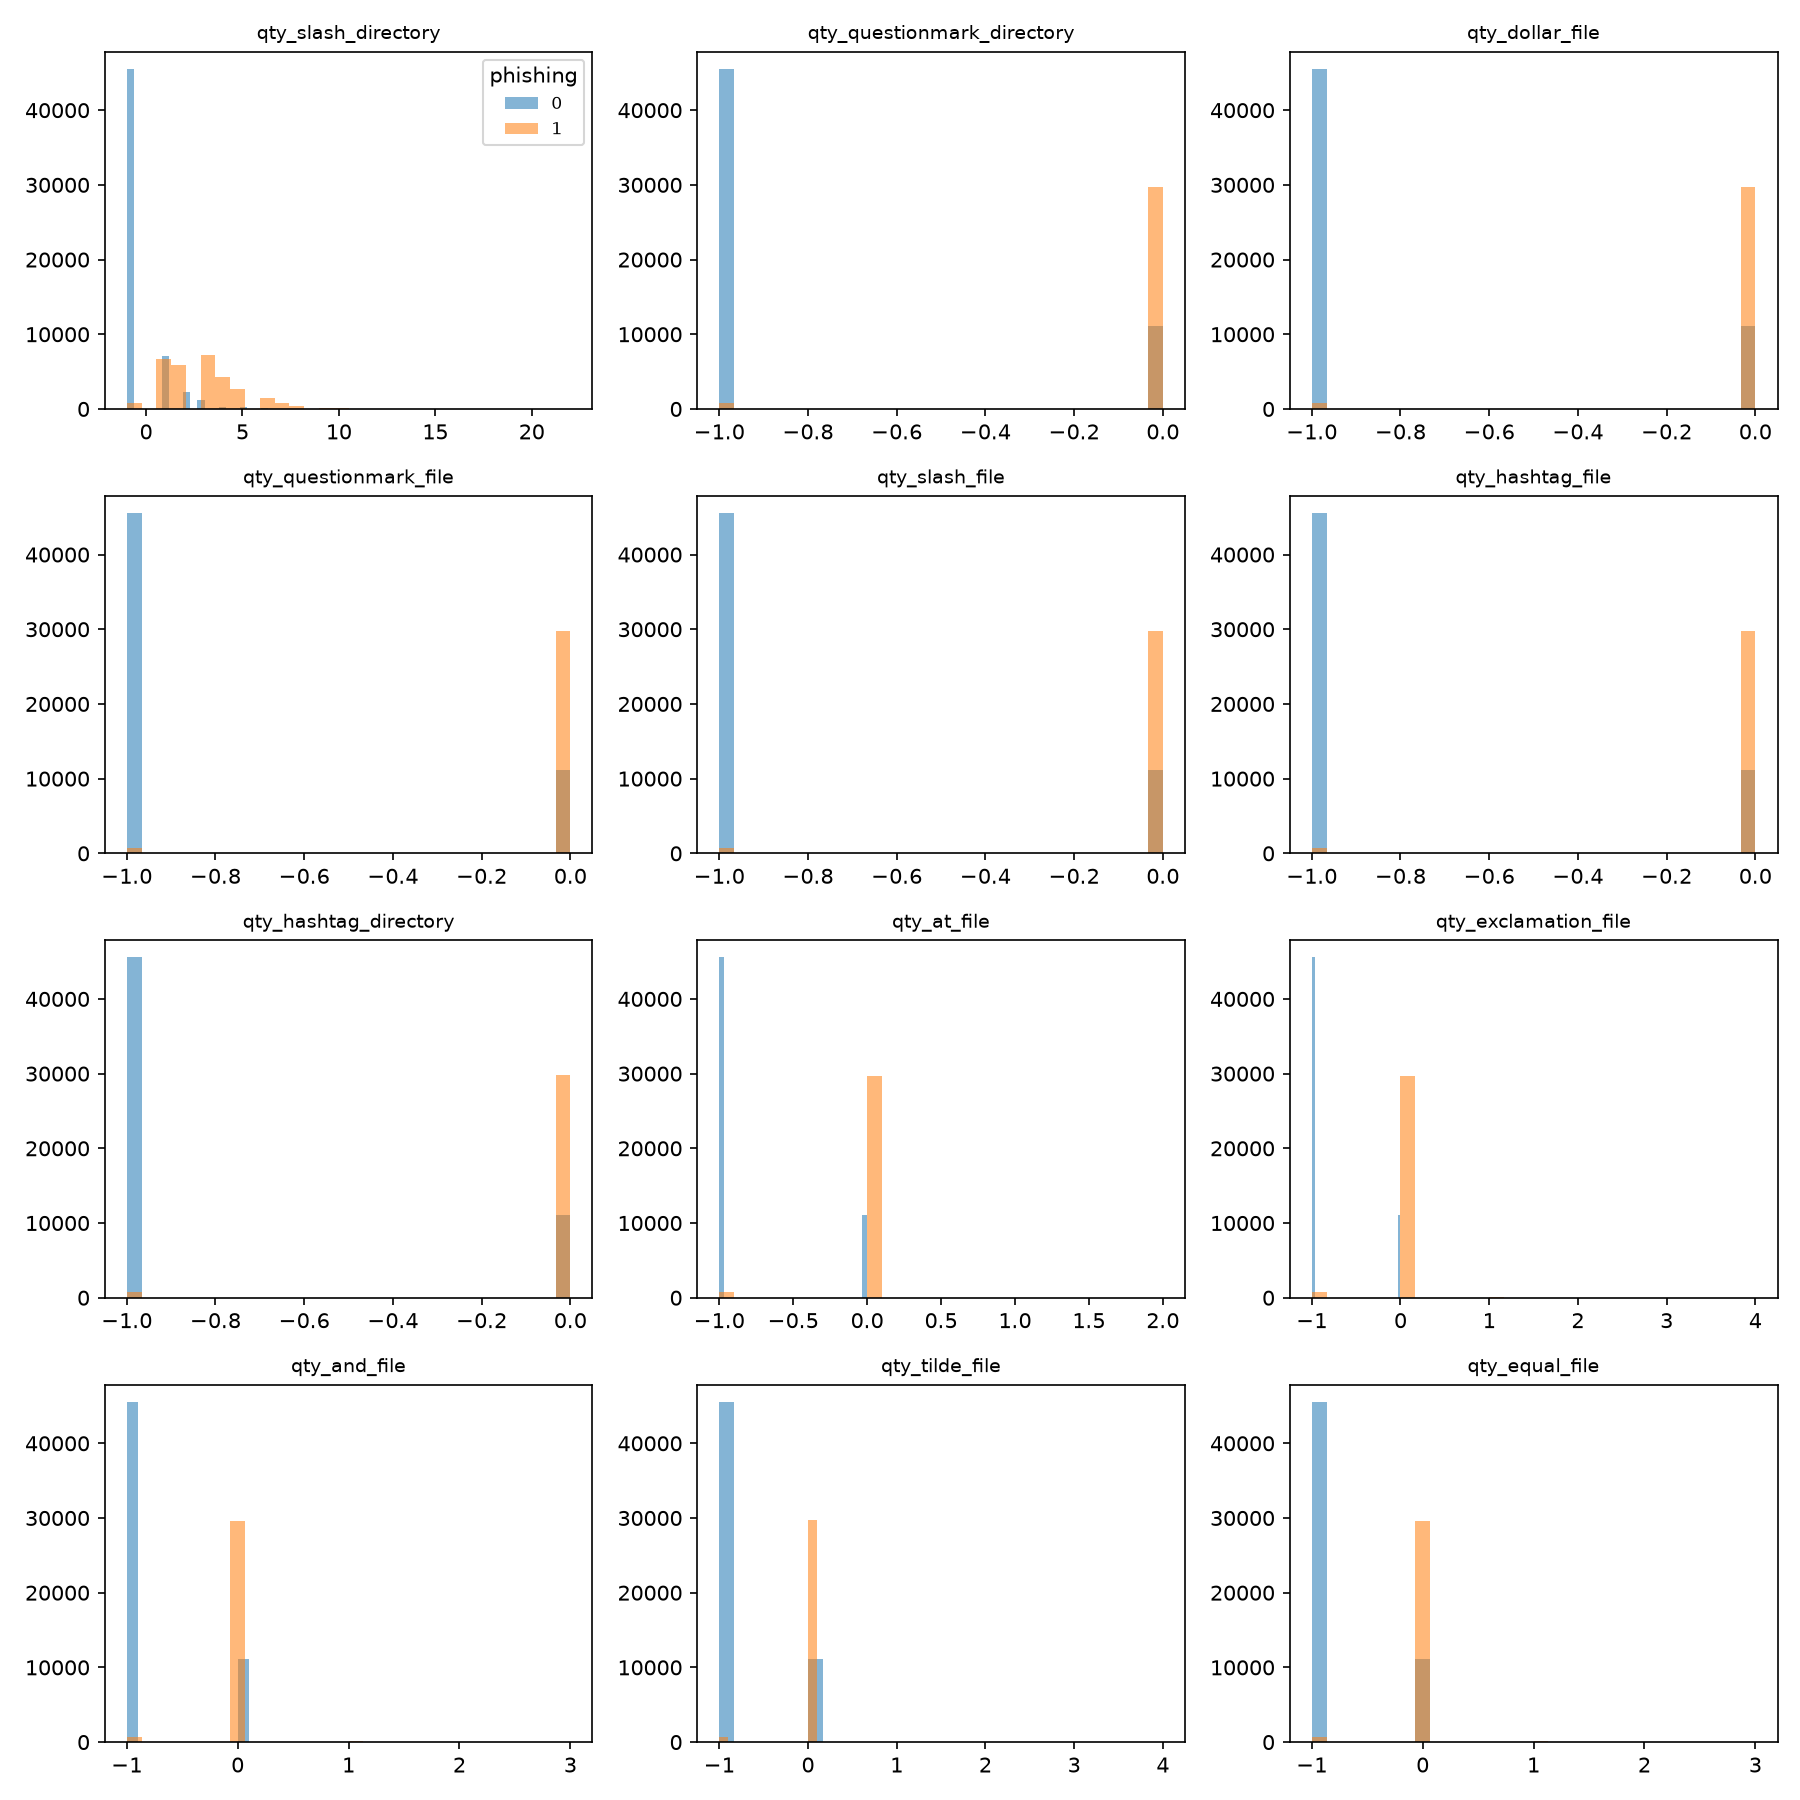 qty_slash_directory
40000
30000
20000
10000
0
0 5 10 15 20
phishing
0
1
qty_questionmark_directory
40000
30000
20000
10000
0
−1.0 −0.8 −0.6 −0.4 −0.2 0.0
qty_dollar_file
40000
30000
20000
10000
0
−1.0 −0.8 −0.6 −0.4 −0.2 0.0
qty_questionmark_file
40000
30000
20000
10000
0
−1.0 −0.8 −0.6 −0.4 −0.2 0.0
qty_slash_file
40000
30000
20000
10000
0
−1.0 −0.8 −0.6 −0.4 −0.2 0.0
qty_hashtag_file
40000
30000
20000
10000
0
−1.0 −0.8 −0.6 −0.4 −0.2 0.0
qty_hashtag_directory
40000
30000
20000
10000
0
−1.0 −0.8 −0.6 −0.4 −0.2 0.0
qty_at_file
40000
30000
20000
10000
0
−1.0 −0.5 0.0 0.5 1.0 1.5 2.0
qty_exclamation_file
40000
30000
20000
10000
0
−1 0 1 2 3 4
qty_and_file
40000
30000
20000
10000
0
−1 0 1 2 3
qty_tilde_file
40000
30000
20000
10000
0
−1 0 1 2 3 4
qty_equal_file
40000
30000
20000
10000
0
−1 0 1 2 3